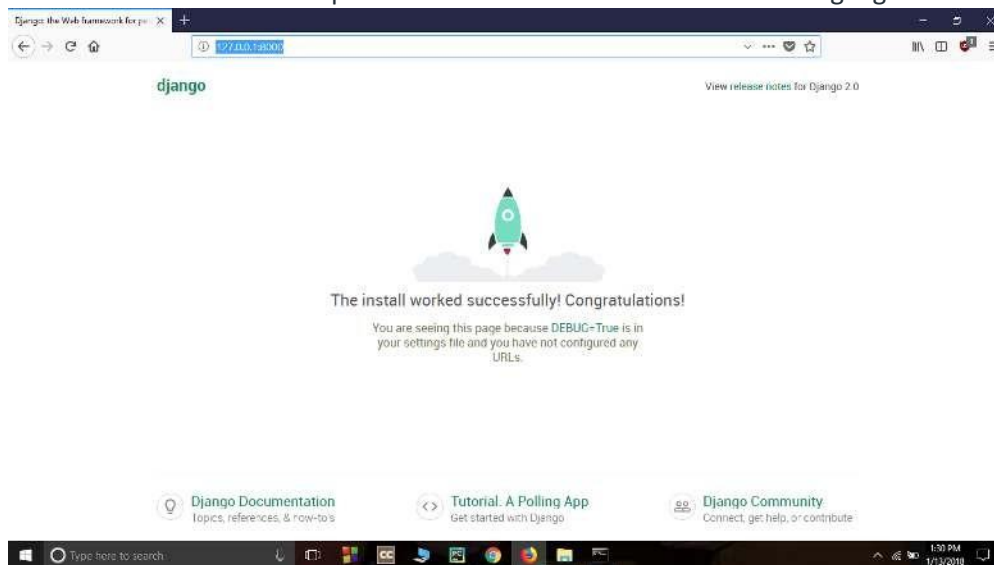 Django: the Web framework for pe
127.0.0.1:8000
django
View release notes for Django 2.0
The install worked successfully! Congratulations!
You are seeing this page because DEBUG=True is in
your settings file and you have not configured any
URLs.
Django Documentation
Topics, references, & how-to's
Tutorial: A Polling App
Get started with Django
Django Community
Connect, get help, or contribute
Type here to search
CC
PC
1:30 PM
1/13/2018